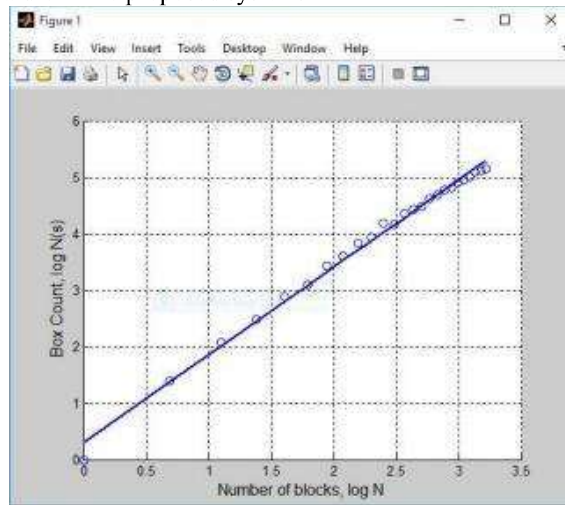 Figure 1
File Edit View Insert Tools Desktop Window Help
6
5
4
3
2
1
0
0 0.5 1 1.5 2 2.5 3 3.5
Box Count, log N(s)
Number of blocks, log N